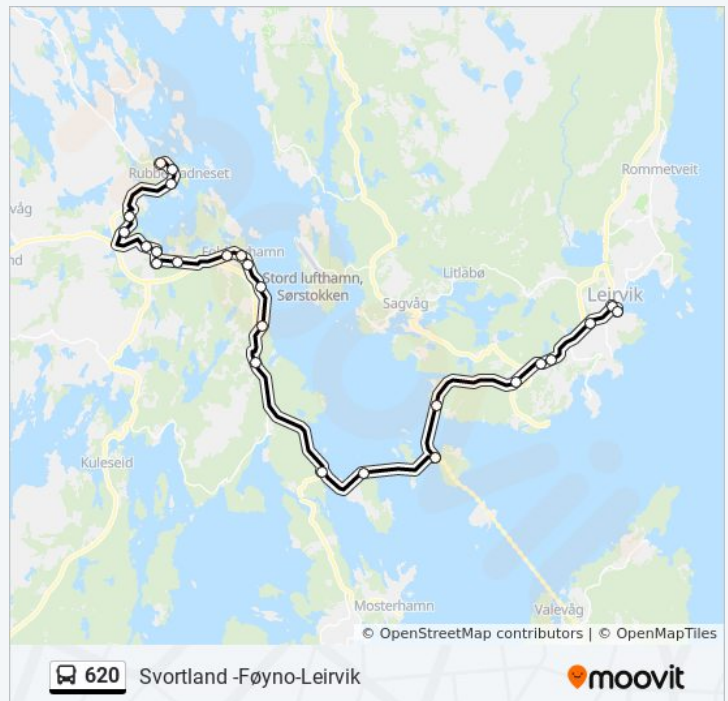 Rubbestadneset
Rommetveit
våg
nd
Stord lufthamn,
Sørstokken
Litlabø
Sagvåg
Leirvik
Kuleseid
Mosterhamn
Valevåg
© OpenStreetMap contributors | © OpenMapTiles
620 Svortland -Føyno-Leirvik
moovit